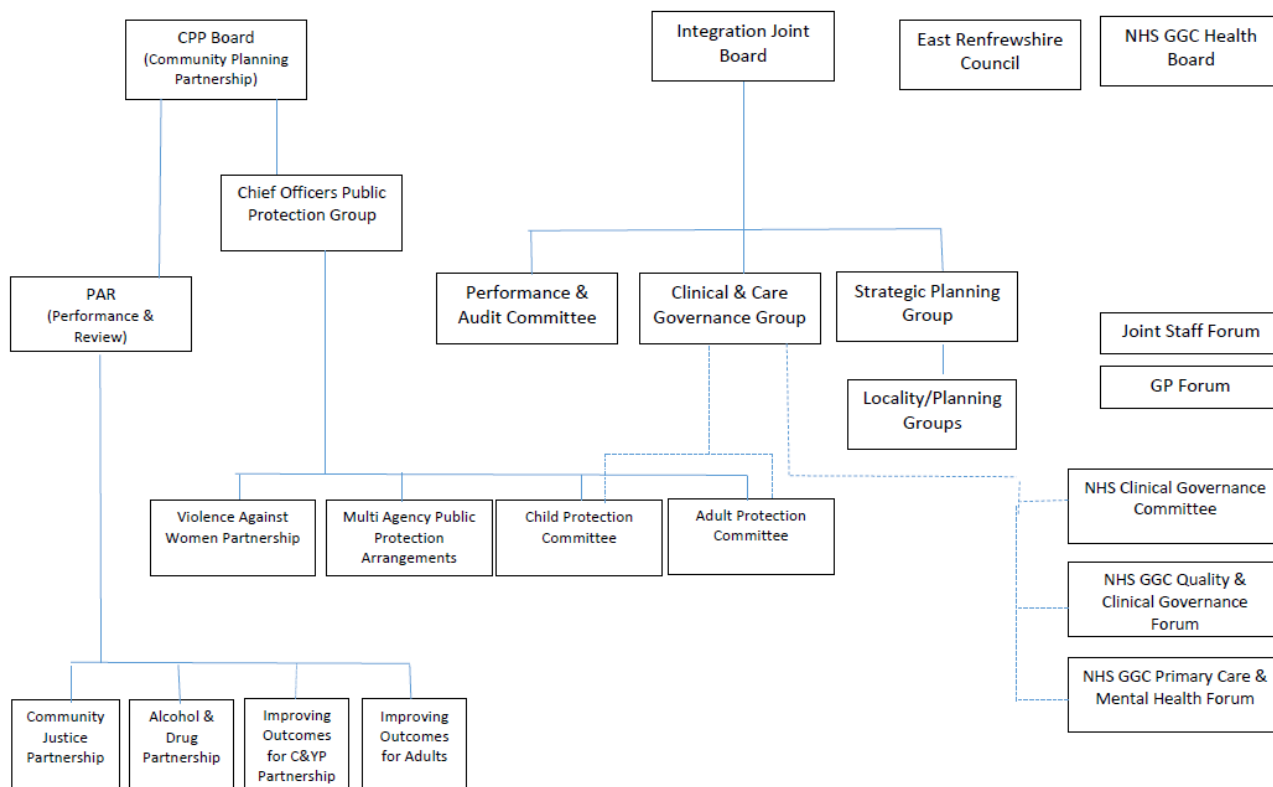 CPP Board
(Community Planning
Partnership)
Integration Joint
Board
East Renfrewshire
Council
NHS GGC Health
Board
Chief Officers Public
Protection Group
PAR
(Performance &
Review)
Performance &
Audit Committee
Clinical & Care
Governance Group
Strategic Planning
Group
Joint Staff Forum
GP Forum
Locality/Planning
Groups
Violence Against
Women Partnership
Multi Agency Public
Protection
Arrangements
Child Protection
Committee
Adult Protection
Committee
NHS Clinical Governance
Committee
NHS GGC Quality &
Clinical Governance
Forum
NHS GGC Primary Care &
Mental Health Forum
Community
Justice
Partnership
Alcohol &
Drug
Partnership
Improving
Outcomes
for C&YP
Partnership
Improving
Outcomes
for Adults